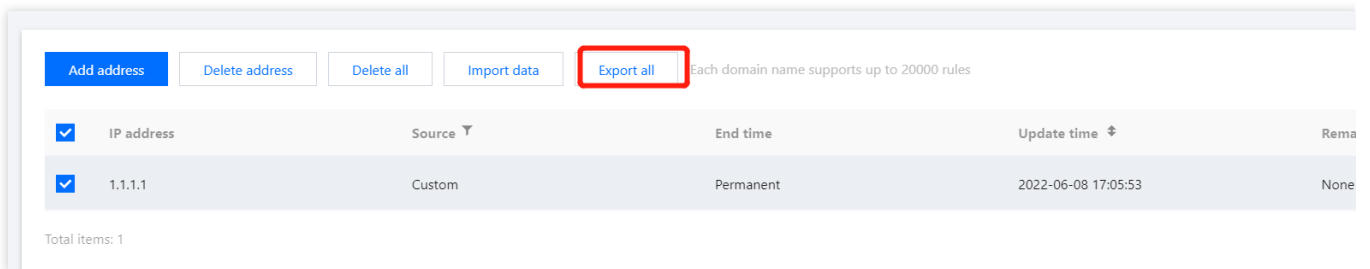 Add address Delete address Delete all Import data Export all Each domain name supports up to 20000 rules
IP address Source End time Update time Rema
1.1.1.1 Custom Permanent 2022-06-08 17:05:53 None
Total items: 1